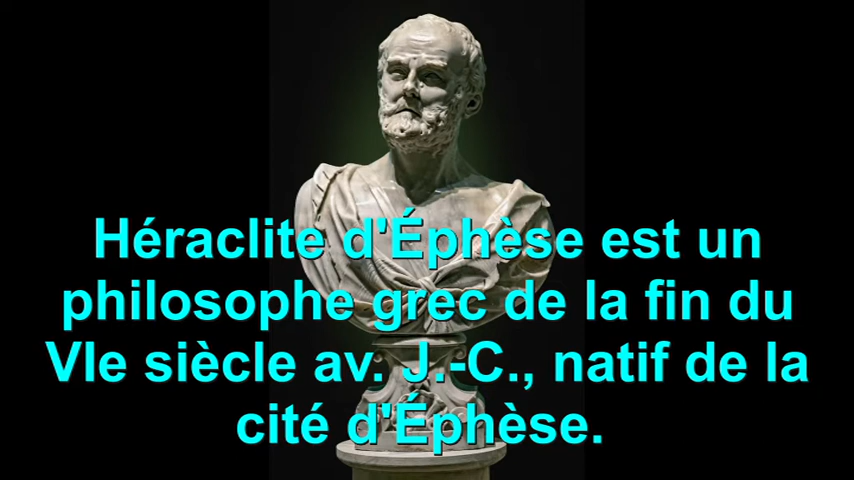 Héraclite d'Éphèse est un
philosophe grec de la fin du
VIe siècle av. J.-C., natif de la
cité d'Éphèse.